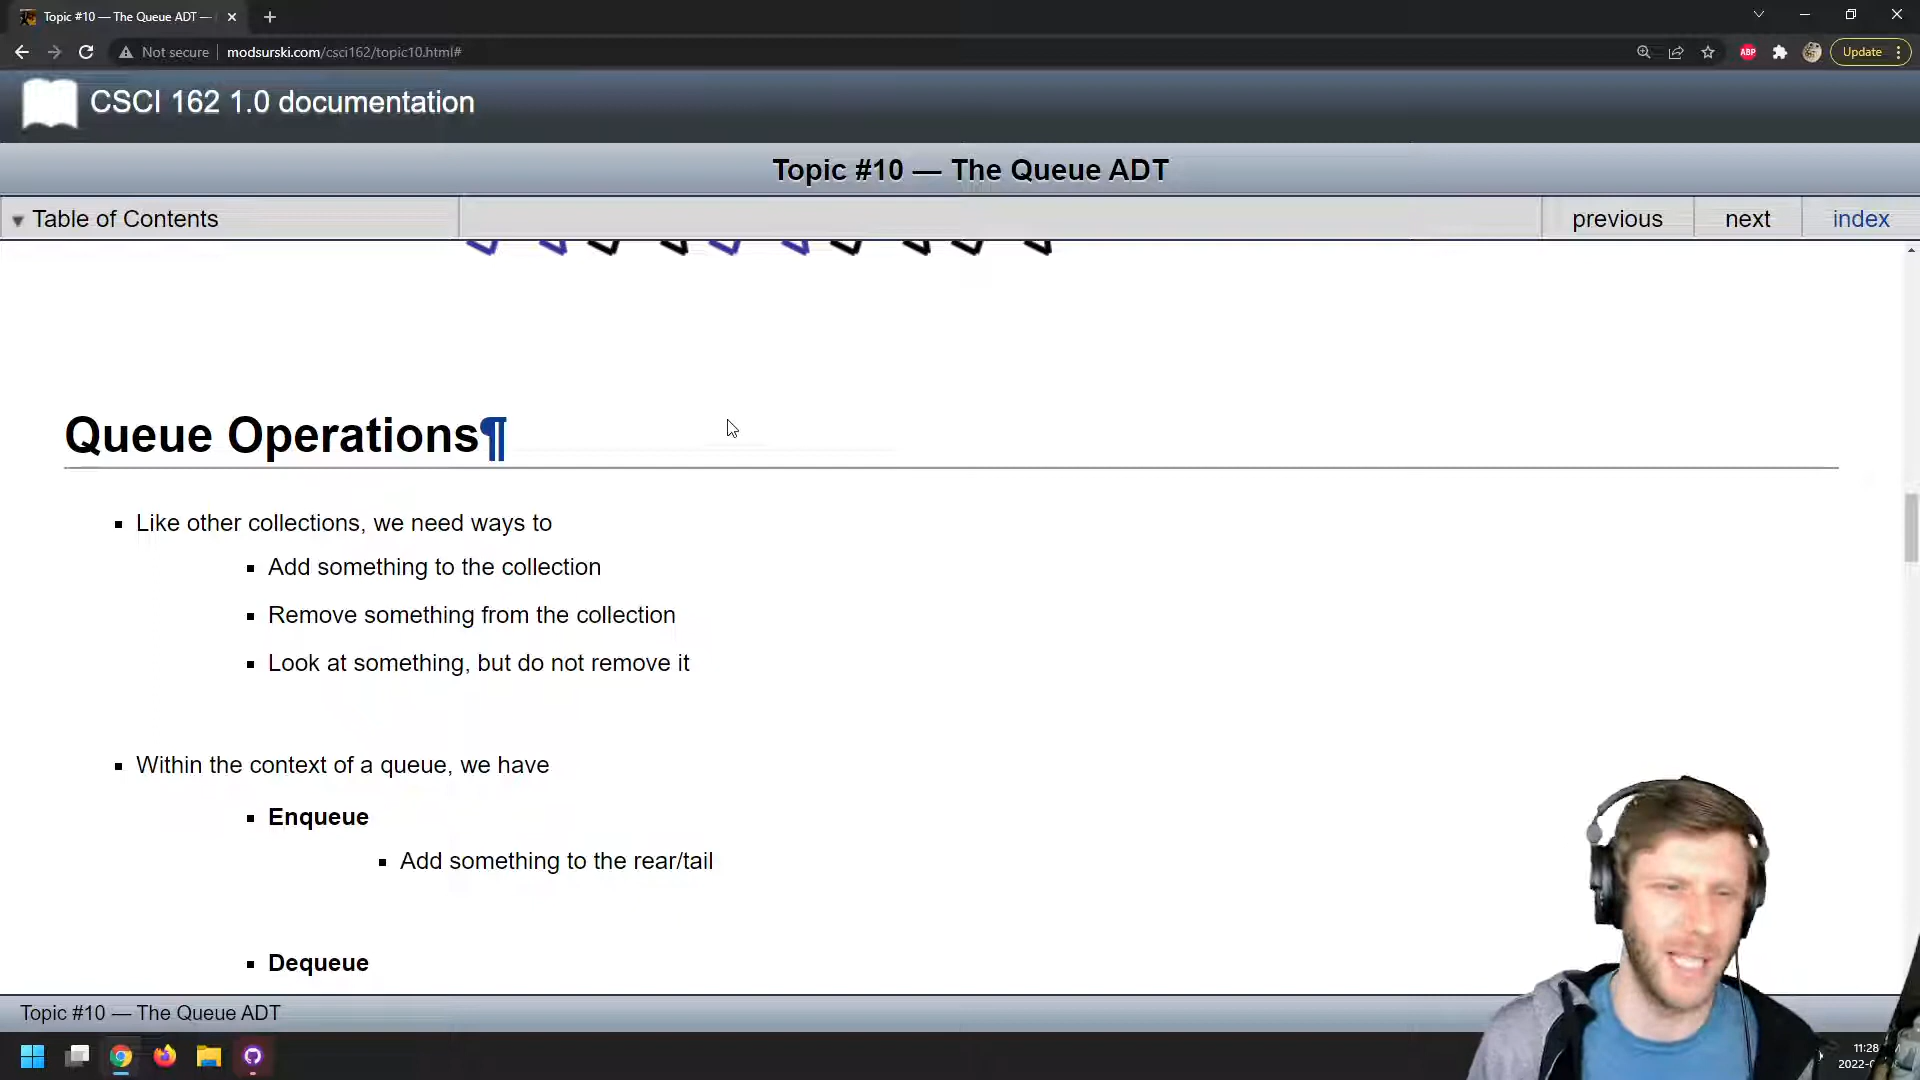 Topic #10 — The Queue ADT —
Not secure modsurski.com/csci162/topic10.html#
ABP
Update
CSCI 162 1.0 documentation
Topic #10 — The Queue ADT
Table of Contents
previous
next
index
Queue Operations¶
Like other collections, we need ways to
Add something to the collection
Remove something from the collection
Look at something, but do not remove it
Within the context of a queue, we have
Enqueue
Add something to the rear/tail
Dequeue
Topic #10 — The Queue ADT
11:28